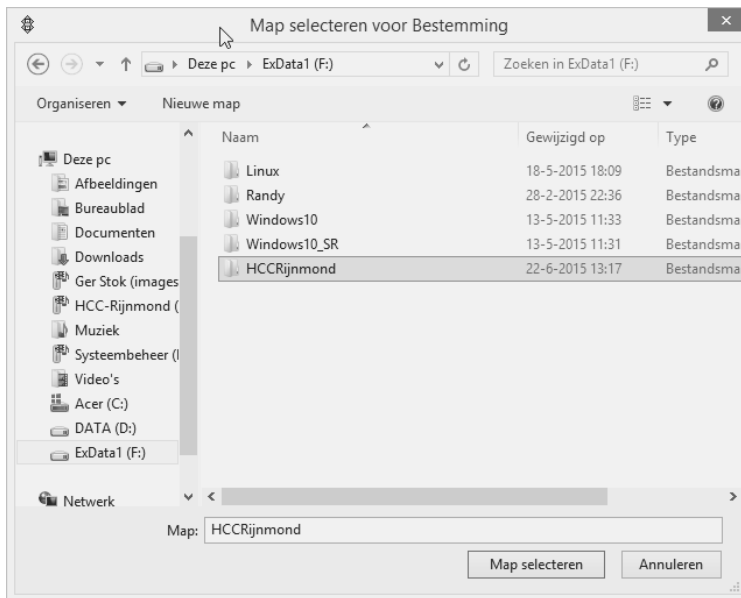 Map selecteren voor Bestemming
Deze pc ExData1 (F:)
Zoeken in ExData1 (F:)
Organiseren
Nieuwe map
Deze pc
Afbeeldingen
Bureaublad
Documenten
Downloads
Ger Stok (images
HCC-Rijnmond (
Muziek
Systeembeheer (l
Video's
Acer (C:)
DATA (D:)
ExData1 (F:)
Netwerk
Naam Gewijzigd op Type
Linux 18-5-2015 18:09 Bestandsma
Randy 28-2-2015 22:36 Bestandsma
Windows10 13-5-2015 11:33 Bestandsma
Windows10_SR 13-5-2015 11:31 Bestandsma
HCCRijnmond 22-6-2015 13:17 Bestandsma
Map: HCCRijnmond
Map selecteren
Annuleren